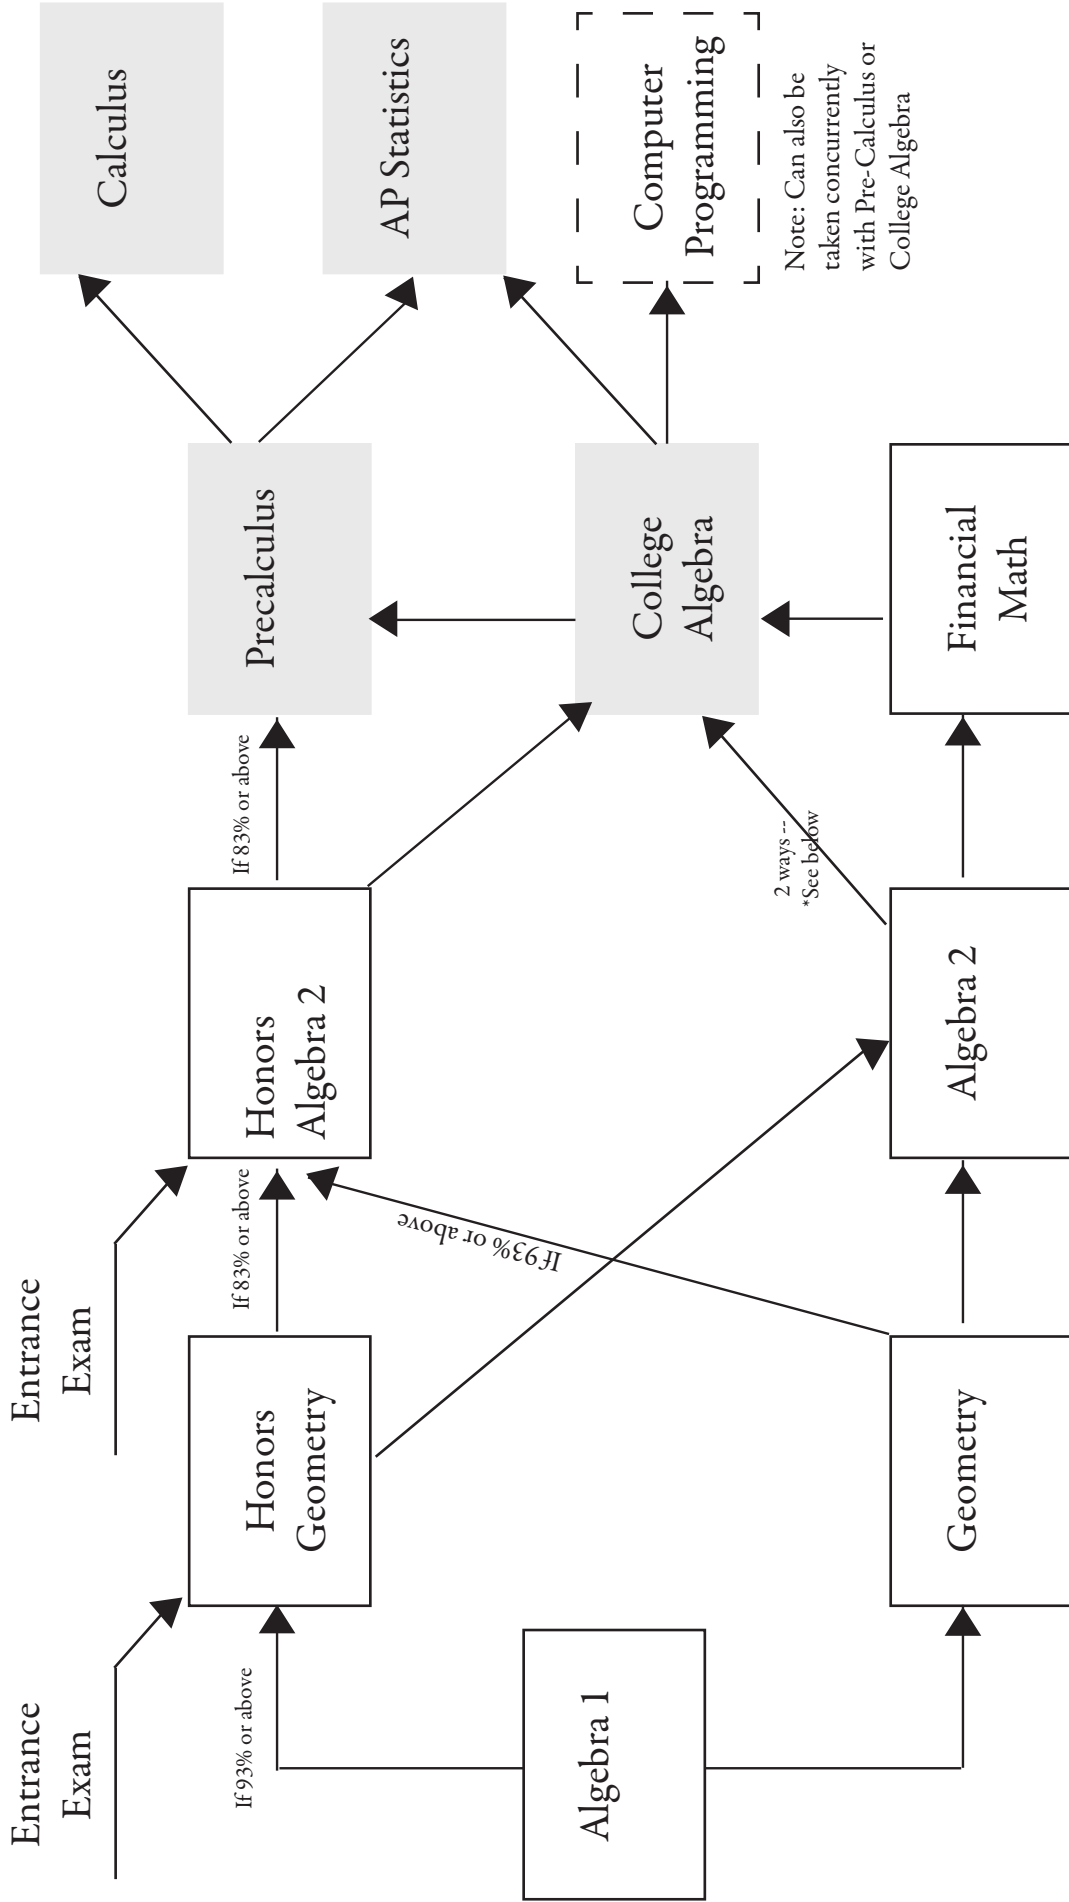 Entrance
Exam
Entrance
Exam
If 93% or above
Honors
Geometry
If 83% or above
Honors
Algebra 2
If 83% or above
Precalculus
Calculus
AP Statistics
If 93% or above
Algebra 1
College
Algebra
Computer
Programming
Note: Can also be
taken concurrently
with Pre-Calculus or
College Algebra
2 ways --
*See below
Geometry
Algebra 2
Financial
Math